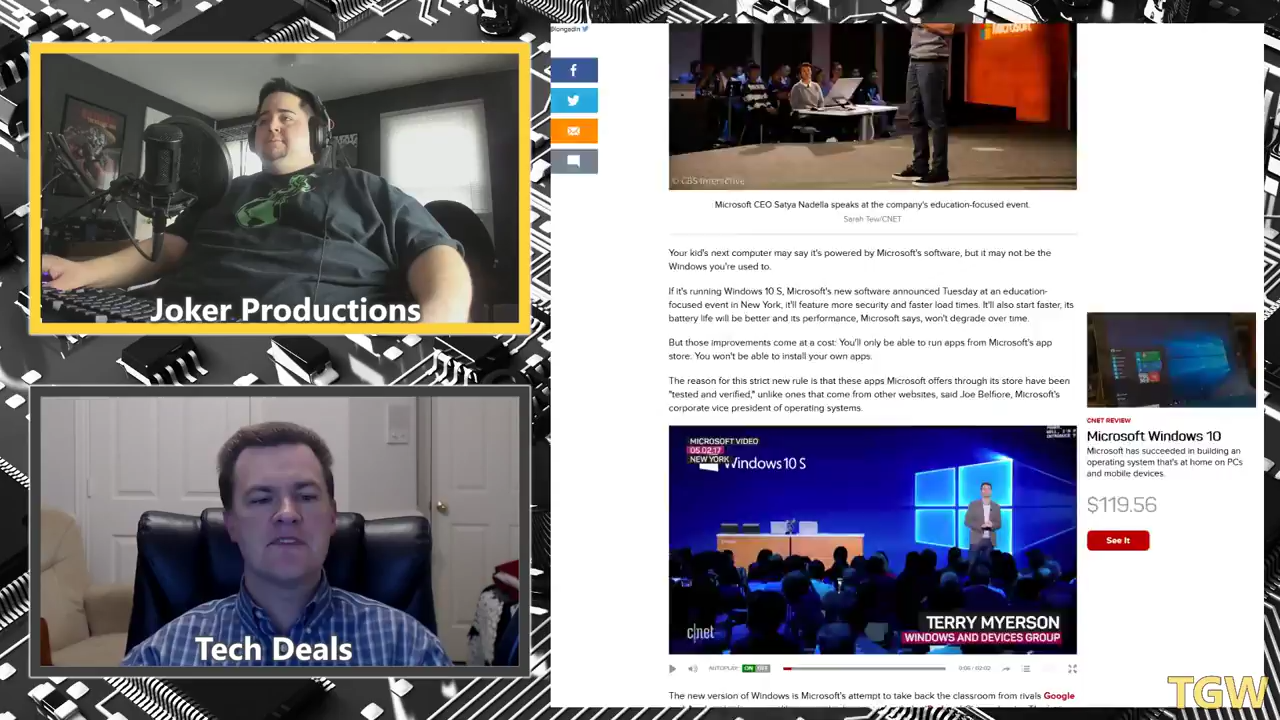 Joker Productions
Tech Deals
Microsoft
© CBS Interactive
Microsoft CEO Satya Nadella speaks at the company's education-focused event.
Sarah Tew/CNET
Your kid's next computer may say it's powered by Microsoft's software, but it may not be the
Windows you're used to.
If it's running Windows 10 S, Microsoft's new software announced Tuesday at an education-
focused event in New York, it'll feature more security and faster load times. It'll also start faster, its
battery life will be better and its performance, Microsoft says, won't degrade over time.
But those improvements come at a cost: You'll only be able to run apps from Microsoft's app
store. You won't be able to install your own apps.
The reason for this strict new rule is that these apps Microsoft offers through its store have been
"tested and verified," unlike ones that come from other websites, said Joe Belfiore, Microsoft's
corporate vice president of operating systems.
MICROSOFT VIDEO
05.02.17
NEW YORK
Windows 10 S
TERRY MYERSON
WINDOWS AND DEVICES GROUP
c|net
AUTOPLAY: ON OFF
The new version of Windows is Microsoft's attempt to take back the classroom from rivals Google
CNET REVIEW
Microsoft Windows 10
Microsoft has succeeded in building an
operating system that's at home on PCs
and mobile devices.
$119.56
See It
TGW